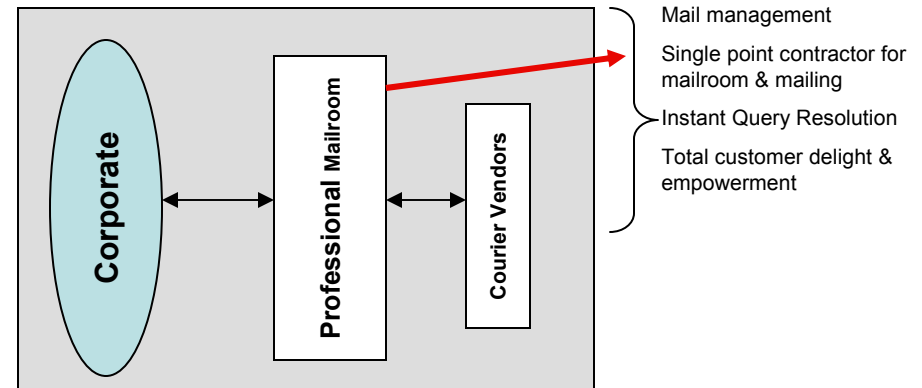 Corporate
Professional Mailroom
Courier Vendors
Mail management
Single point contractor for
mailroom & mailing
Instant Query Resolution
Total customer delight &
empowerment